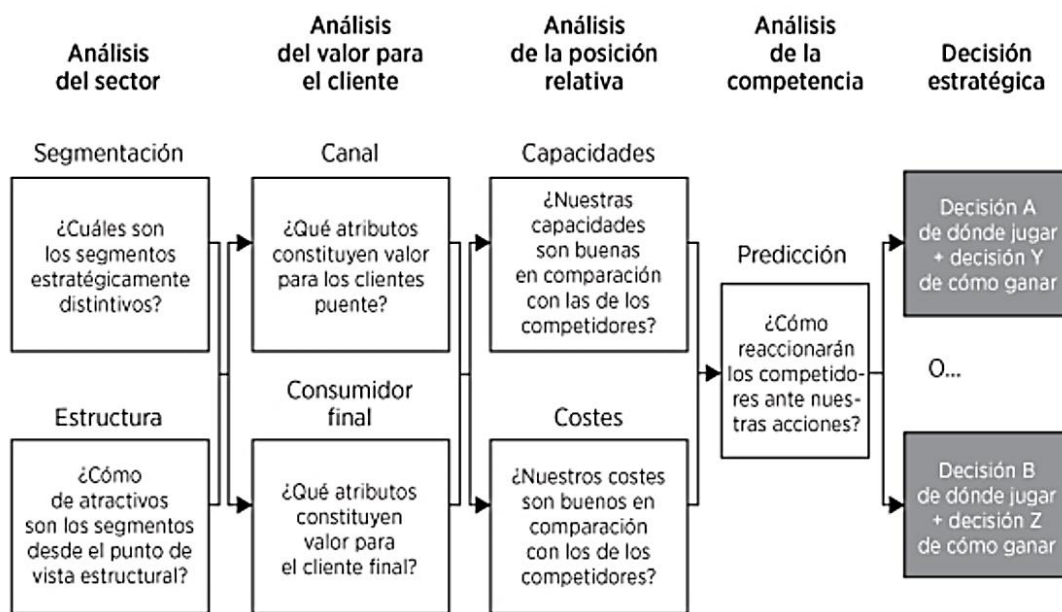 Análisis
del sector
Análisis
del valor para
el cliente
Análisis
de la posición
relativa
Análisis
de la
competencia
Decisión
estratégica
Segmentación
¿Cuáles son
los segmentos
estratégicamente
distintivos?
Estructura
¿Cómo
de atractivos
son los segmentos
desde el punto de
vista estructural?
Canal
¿Qué atributos
constituyen valor
para los clientes
puente?
Consumidor
final
¿Qué atributos
constituyen
valor para
el cliente final?
Capacidades
¿Nuestras
capacidades
son buenas
en comparación
con las de los
competidores?
Costes
¿Nuestros costes
son buenos en
comparación
con los de los
competidores?
Predicción
¿Cómo
reaccionarán
los competido-
res ante nues-
tras acciones?
Decisión A
de dónde jugar
+ decisión Y
de cómo ganar
O...
Decisión B
de dónde jugar
+ decisión Z
de cómo ganar